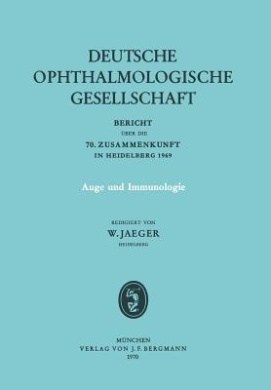 DEUTSCHE
OPHTHALMOLOGISCHE
GESELLSCHAFT
BERICHT
ÜBER DIE
70. ZUSAMMENKUNFT
IN HEIDELBERG 1969
Auge und Immunologie
REDIGIERT VON
W. JAEGER
HEIDELBERG
MÜNCHEN
VERLAG VON J. F. BERGMANN
1970